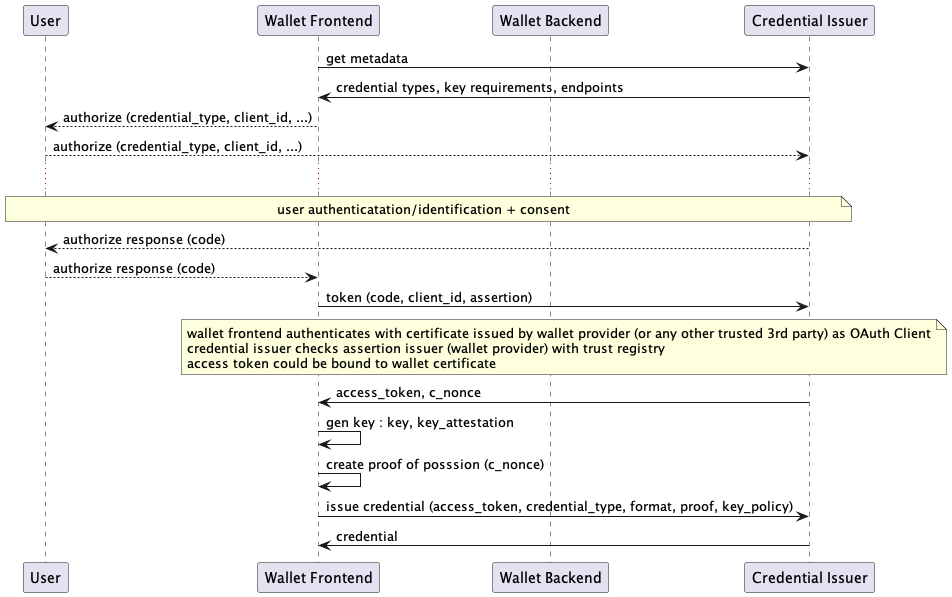 User
Wallet Frontend
Wallet Backend
Credential Issuer
get metadata
credential types, key requirements, endpoints
authorize (credential_type, client_id, ...)
authorize (credential_type, client_id, ...)
user authenticatation/identification + consent
authorize response (code)
authorize response (code)
token (code, client_id, assertion)
wallet frontend authenticates with certificate issued by wallet provider (or any other trusted 3rd party) as OAuth Client
credential issuer checks assertion issuer (wallet provider) with trust registry
access token could be bound to wallet certificate
access_token, c_nonce
gen key : key, key_attestation
create proof of posssion (c_nonce)
issue credential (access_token, credential_type, format, proof, key_policy)
credential
User
Wallet Frontend
Wallet Backend
Credential Issuer